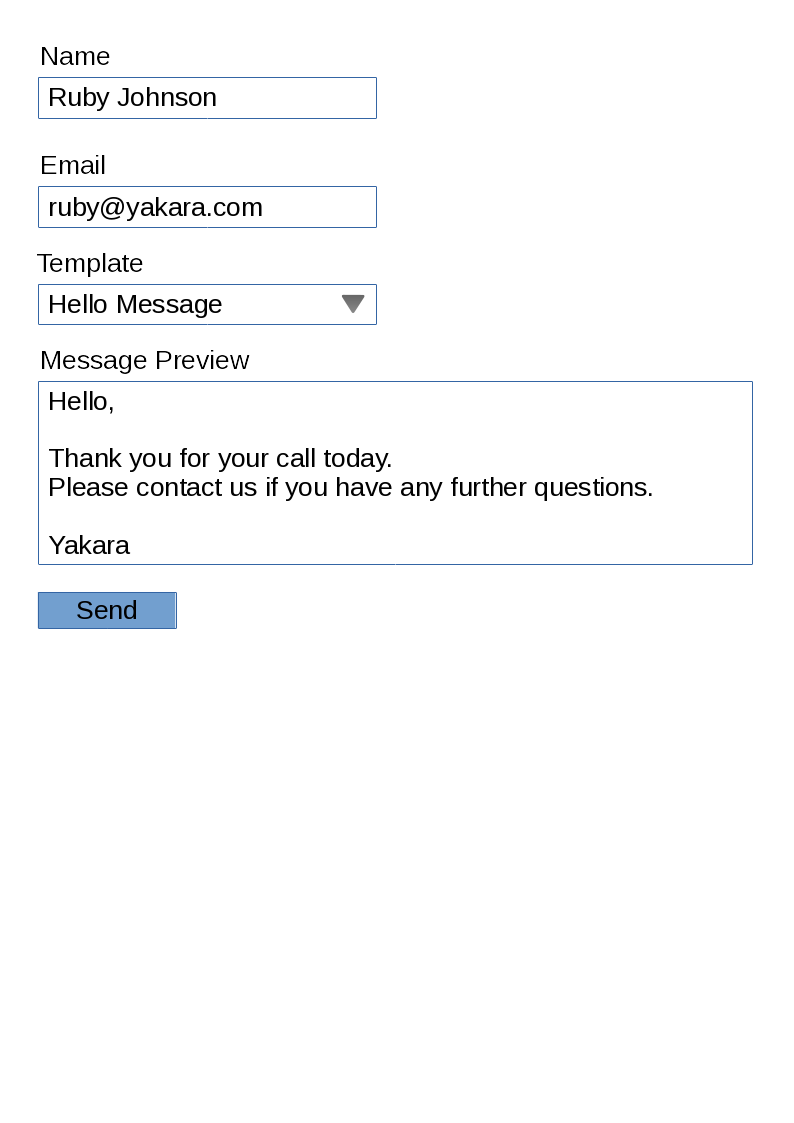 Name
Ruby Johnson
Email
ruby@yakara.com
Template
Hello Message
Message Preview
Hello,
Thank you for your call today.
Please contact us if you have any further questions.
Yakara
Send